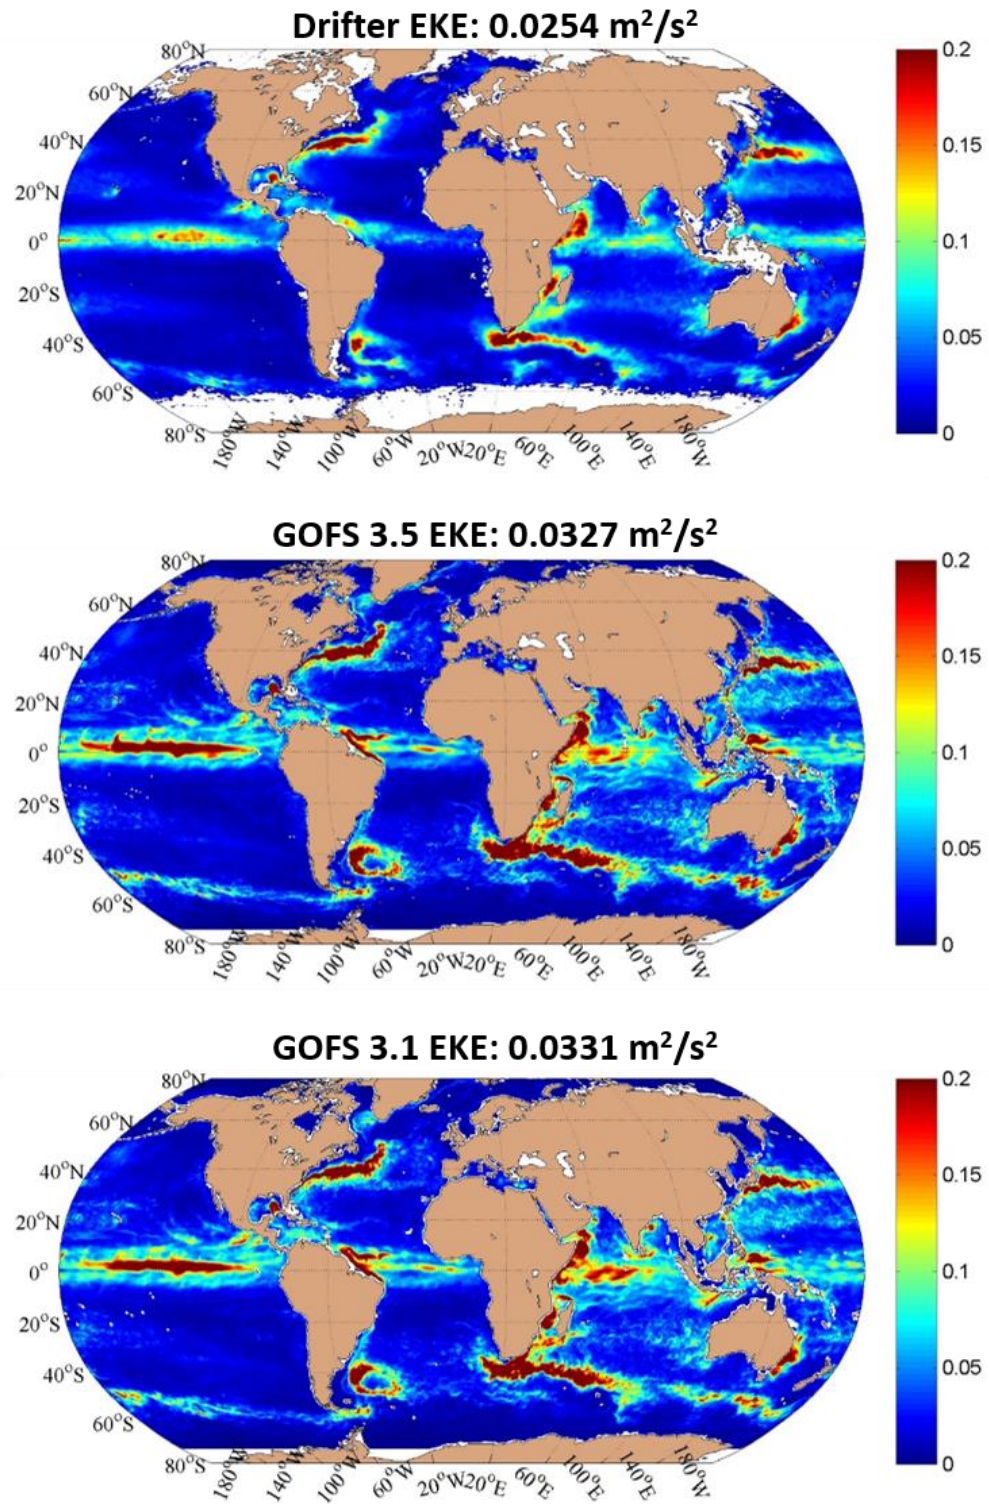 Drifter EKE: 0.0254 m²/s²
80°N
60°N
40°N
20°N
0°
20°S
40°S
60°S
80°S
180°W
140°W
100°W
60°W
20°W
20°E
60°E
100°E
140°E
180°W
0.2
0.15
0.1
0.05
0
GOFS 3.5 EKE: 0.0327 m²/s²
80°N
60°N
40°N
20°N
0°
20°S
40°S
60°S
80°S
180°W
140°W
100°W
60°W
20°W
20°E
60°E
100°E
140°E
180°W
0.2
0.15
0.1
0.05
0
GOFS 3.1 EKE: 0.0331 m²/s²
80°N
60°N
40°N
20°N
0°
20°S
40°S
60°S
80°S
180°W
140°W
100°W
60°W
20°W
20°E
60°E
100°E
140°E
180°W
0.2
0.15
0.1
0.05
0